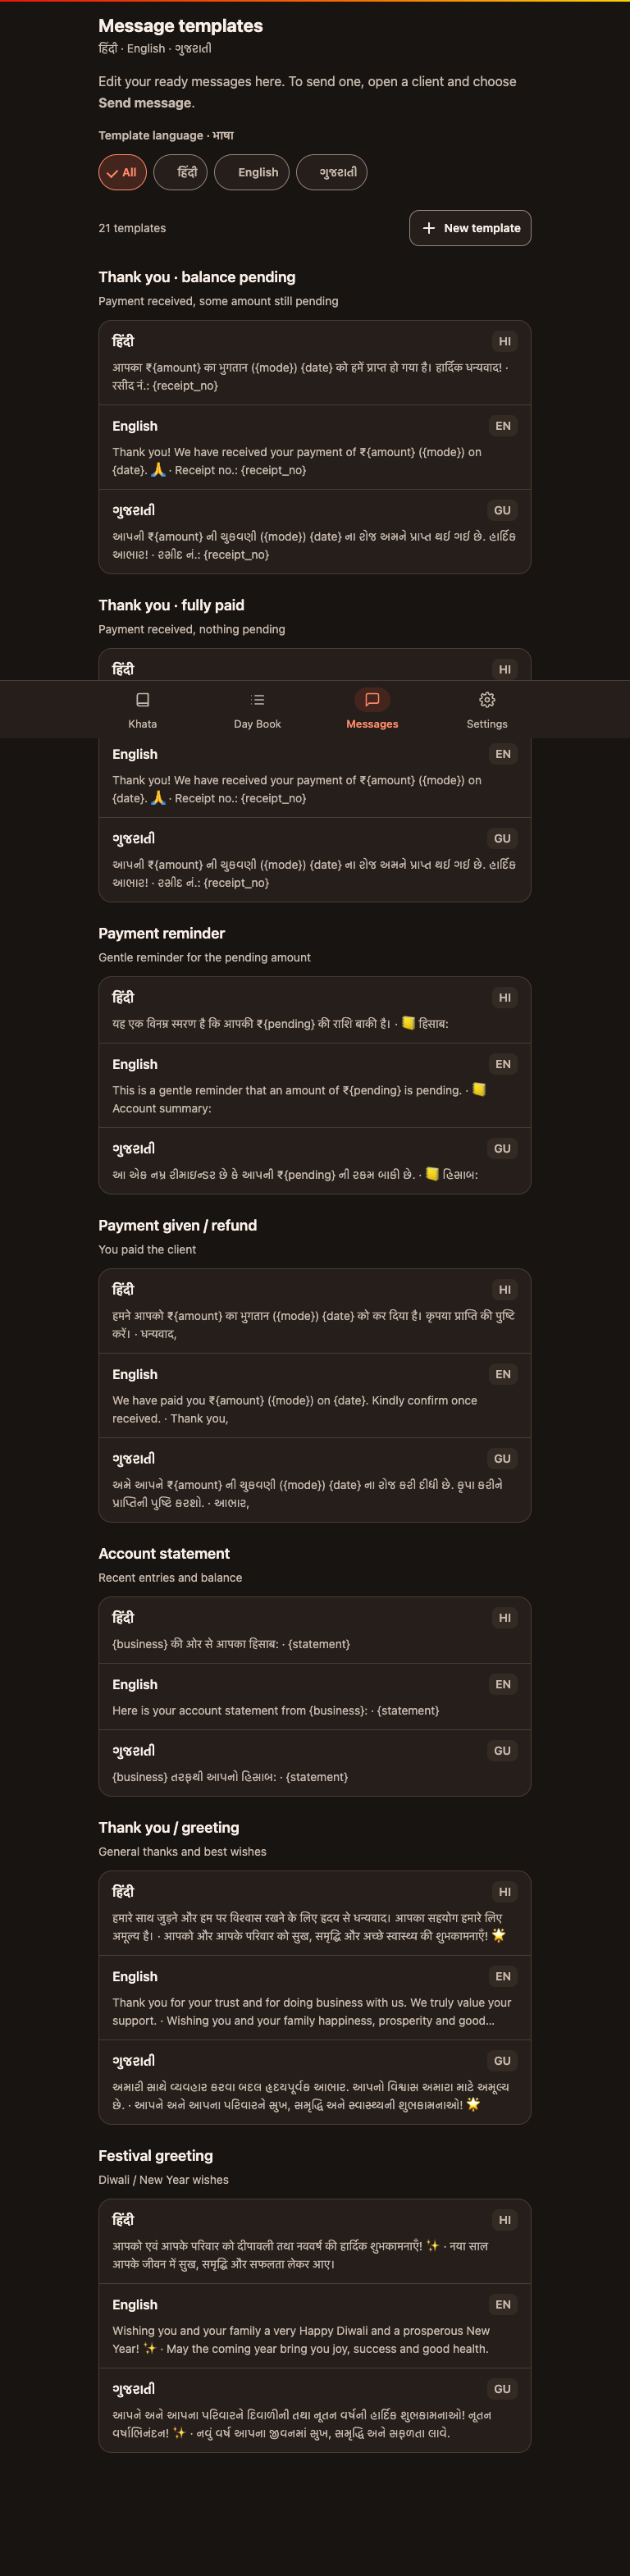 Message templates
हिंदी · English · ગુજરાતી
Edit your ready messages here. To send one, open a client and choose
Send message.
Template language · भाषा
All
हिंदी
English
ગુજરાતી
21 templates
New template
Thank you · balance pending
Payment received, some amount still pending
हिंदी
HI
आपका ₹{amount} का भुगतान ({mode}) {date} को हमें प्राप्त हो गया है। हार्दिक धन्यवाद! ·
रसीद नं.: {receipt_no}
English
EN
Thank you! We have received your payment of ₹{amount} ({mode}) on
{date}. 🙏 · Receipt no.: {receipt_no}
ગુજરાતી
GU
આપની ₹{amount} ની ચુકવણી ({mode}) {date} ના રોજ અમને પ્રાપ્ત થઈ ગઈ છે. હાર્દિક
આભાર! · રસીદ નં.: {receipt_no}
Thank you · fully paid
Payment received, nothing pending
हिंदी
HI
Khata
Day Book
Messages
Settings
English
EN
Thank you! We have received your payment of ₹{amount} ({mode}) on
{date}. 🙏 · Receipt no.: {receipt_no}
ગુજરાતી
GU
આપની ₹{amount} ની ચુકવણી ({mode}) {date} ના રોજ અમને પ્રાપ્ત થઈ ગઈ છે. હાર્દિક
આભાર! · રસીદ નં.: {receipt_no}
Payment reminder
Gentle reminder for the pending amount
हिंदी
HI
यह एक विनम्र स्मरण है कि आपकी ₹{pending} की राशि बाकी है। · 📒 हिसाब:
English
EN
This is a gentle reminder that an amount of ₹{pending} is pending. · 📒
Account summary:
ગુજરાતી
GU
આ એક નમ્ર રીમાઇન્ડર છે કે આપની ₹{pending} ની રકમ બાકી છે. · 📒 હિસાબ:
Payment given / refund
You paid the client
हिंदी
HI
हमने आपको ₹{amount} का भुगतान ({mode}) {date} को कर दिया है। कृपया प्राप्ति की पुष्टि
करें। · धन्यवाद,
English
EN
We have paid you ₹{amount} ({mode}) on {date}. Kindly confirm once
received. · Thank you,
ગુજરાતી
GU
અમે આપને ₹{amount} ની ચુકવણી ({mode}) {date} ના રોજ કરી દીધી છે. કૃપા કરીને
પ્રાપ્તિની પુષ્ટિ કરશો. · આભાર,
Account statement
Recent entries and balance
हिंदी
HI
{business} की ओर से आपका हिसाब: · {statement}
English
EN
Here is your account statement from {business}: · {statement}
ગુજરાતી
GU
{business} તરફથી આપનો હિસાબ: · {statement}
Thank you / greeting
General thanks and best wishes
हिंदी
HI
हमारे साथ जुड़ने और हम पर विश्वास रखने के लिए हृदय से धन्यवाद। आपका सहयोग हमारे लिए
अमूल्य है। · आपको और आपके परिवार को सुख, समृद्धि और अच्छे स्वास्थ्य की शुभकामनाएँ! 🌟
English
EN
Thank you for your trust and for doing business with us. We truly value your
support. · Wishing you and your family happiness, prosperity and good...
ગુજરાતી
GU
અમારી સાથે વ્યવહાર કરવા બદલ હૃદયપૂર્વક આભાર. આપનો વિશ્વાસ અમારા માટે અમૂલ્ય
છે. · આપને અને આપના પરિવારને સુખ, સમૃદ્ધિ અને સ્વાસ્થ્યની શુભકામનાઓ! 🌟
Festival greeting
Diwali / New Year wishes
हिंदी
HI
आपको एवं आपके परिवार को दीपावली तथा नववर्ष की हार्दिक शुभकामनाएँ! ✨ · नया साल
आपके जीवन में सुख, समृद्धि और सफलता लेकर आए।
English
EN
Wishing you and your family a very Happy Diwali and a prosperous New
Year! ✨ · May the coming year bring you joy, success and good health.
ગુજરાતી
GU
આપને અને આપના પરિવારને દિવાળીની તથા નૂતન વર્ષની હાર્દિક શુભકામનાઓ! નૂતન
વર્ષાભિનંદન! ✨ · નવું વર્ષ આપના જીવનમાં સુખ, સમૃદ્ધિ અને સફળતા લાવે.